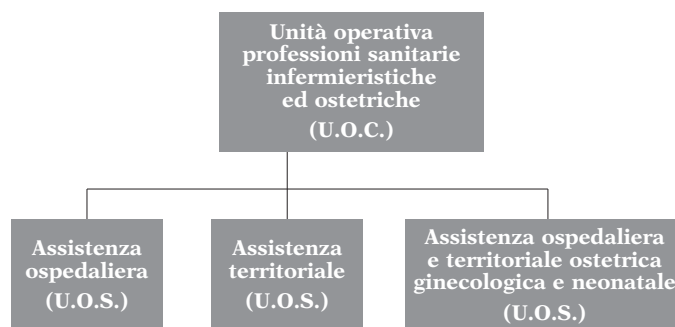 Unità operativa
professioni sanitarie
infermieristiche
ed ostetriche
(U.O.C.)
Assistenza
ospedaliera
(U.O.S.)
Assistenza
territoriale
(U.O.S.)
Assistenza ospedaliera
e territoriale ostetrica
ginecologica e neonatale
(U.O.S.)